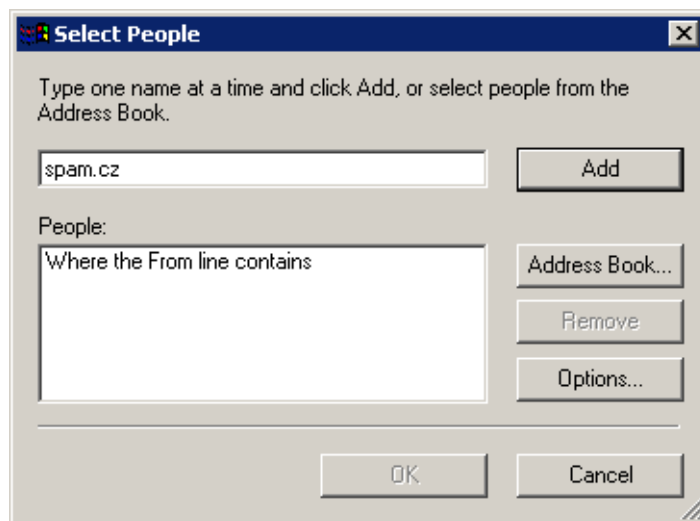 Select People
Type one name at a time and click Add, or select people from the
Address Book.
spam.cz
Add
People:
Where the From line contains
Address Book...
Remove
Options...
OK
Cancel